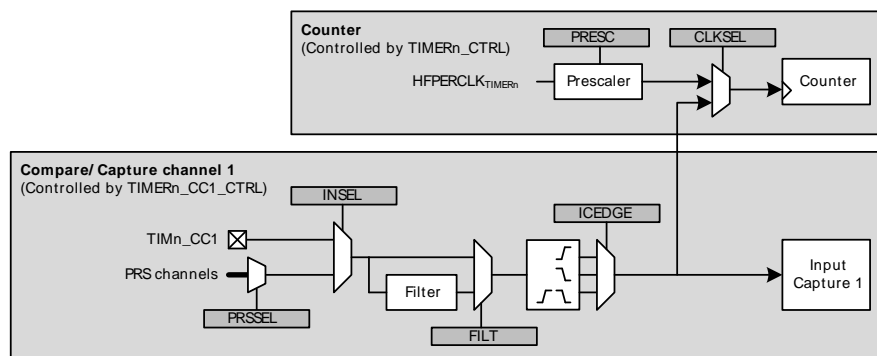 Counter
(Controlled by TIMERn_CTRL)
PRESC
CLKSEL
HFPERCLKTIMERn
Prescaler
Counter
Compare/ Capture channel 1
(Controlled by TIMERn_CC1_CTRL)
INSEL
ICEDGE
TIMn_CC1
PRS channels
Filter
Input
Capture 1
PRSSEL
FILT